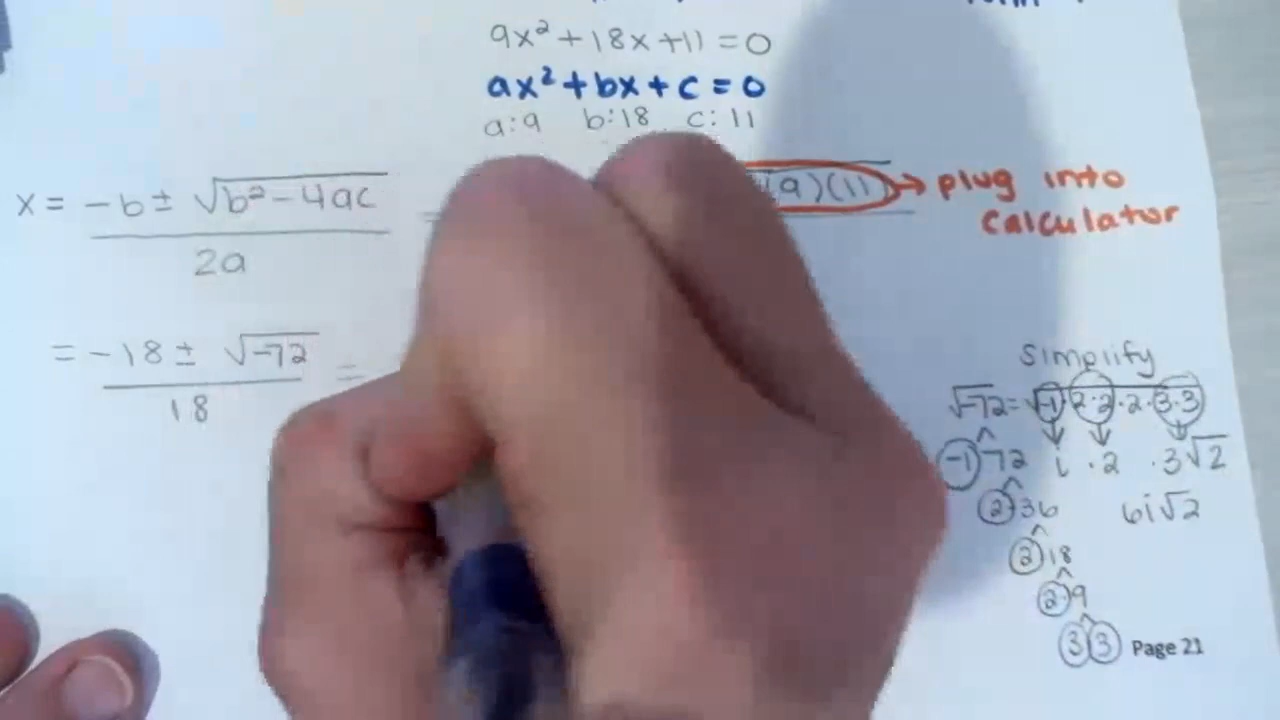 9x² + 18x + 11 = 0
ax² + bx + c = 0
a: 9 b: 18 c: 11
x = -b ± √b² - 4ac
2a
(9)(11) → plug into
calculator
= -18 ± √-72 =
18
Simplify
√-72 = √-1 2·2·2·3·3
-1 72 i · 2 · 3√2
2 36 6i√2
2 18
2 9
3 3 Page 21